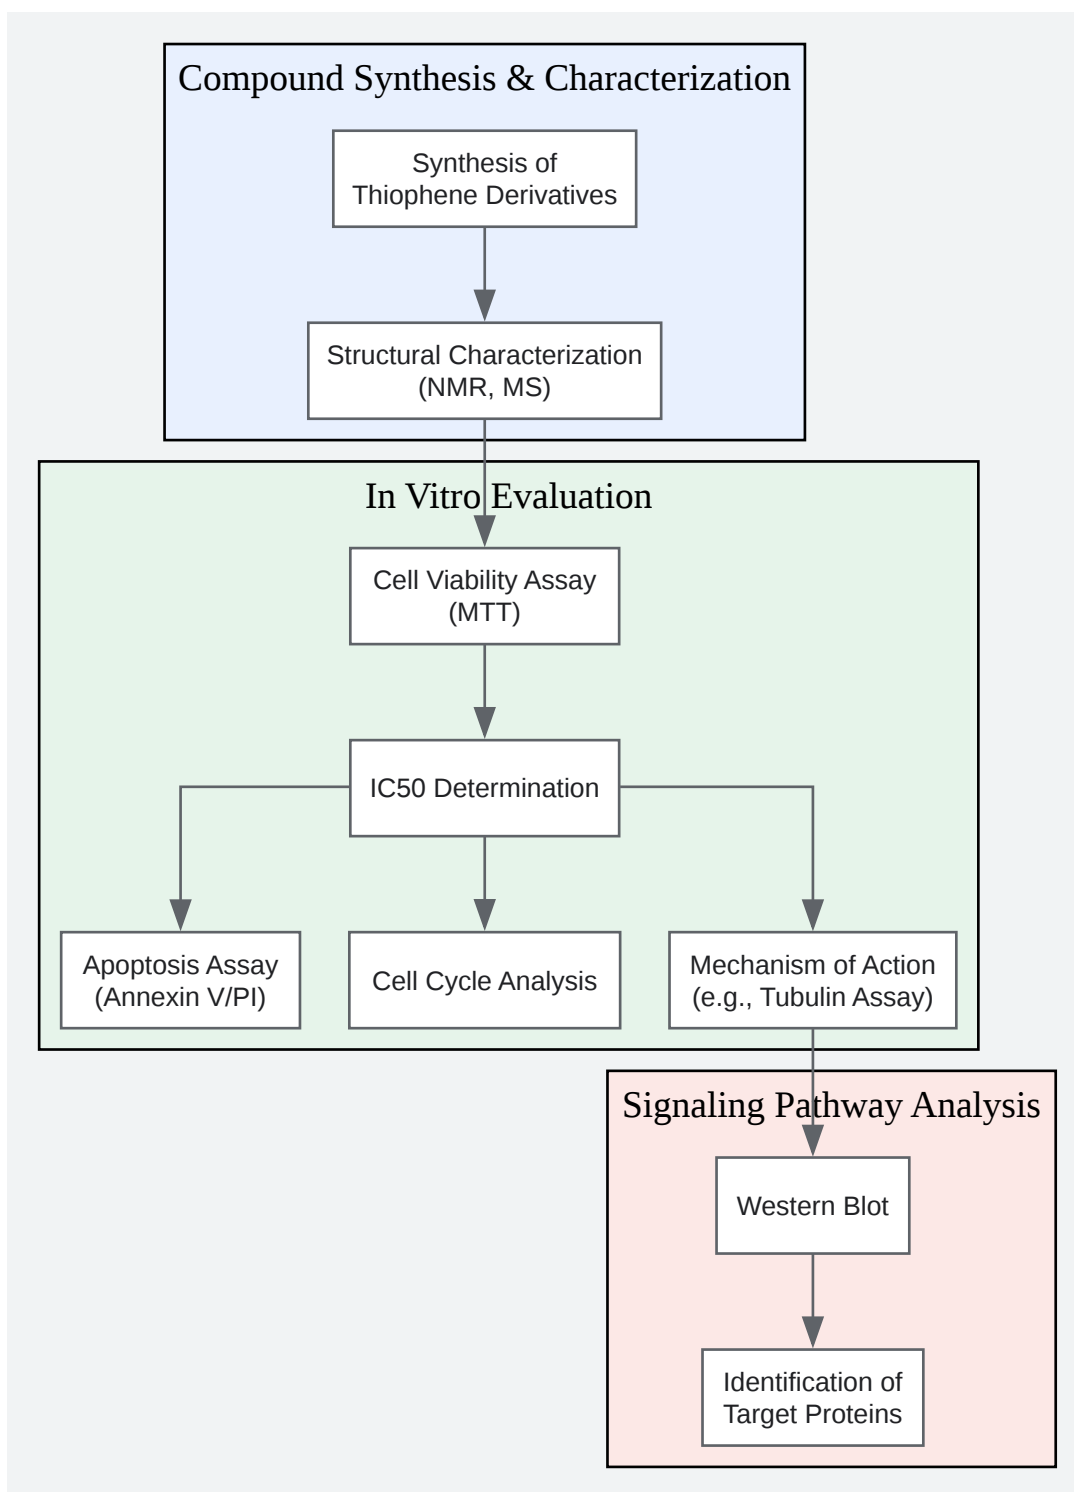 Compound Synthesis & Characterization
Synthesis of
Thiophene Derivatives
Structural Characterization
(NMR, MS)
In Vitro Evaluation
Cell Viability Assay
(MTT)
IC50 Determination
Apoptosis Assay
(Annexin V/PI)
Cell Cycle Analysis
Mechanism of Action
(e.g., Tubulin Assay)
Signaling Pathway Analysis
Western Blot
Identification of
Target Proteins